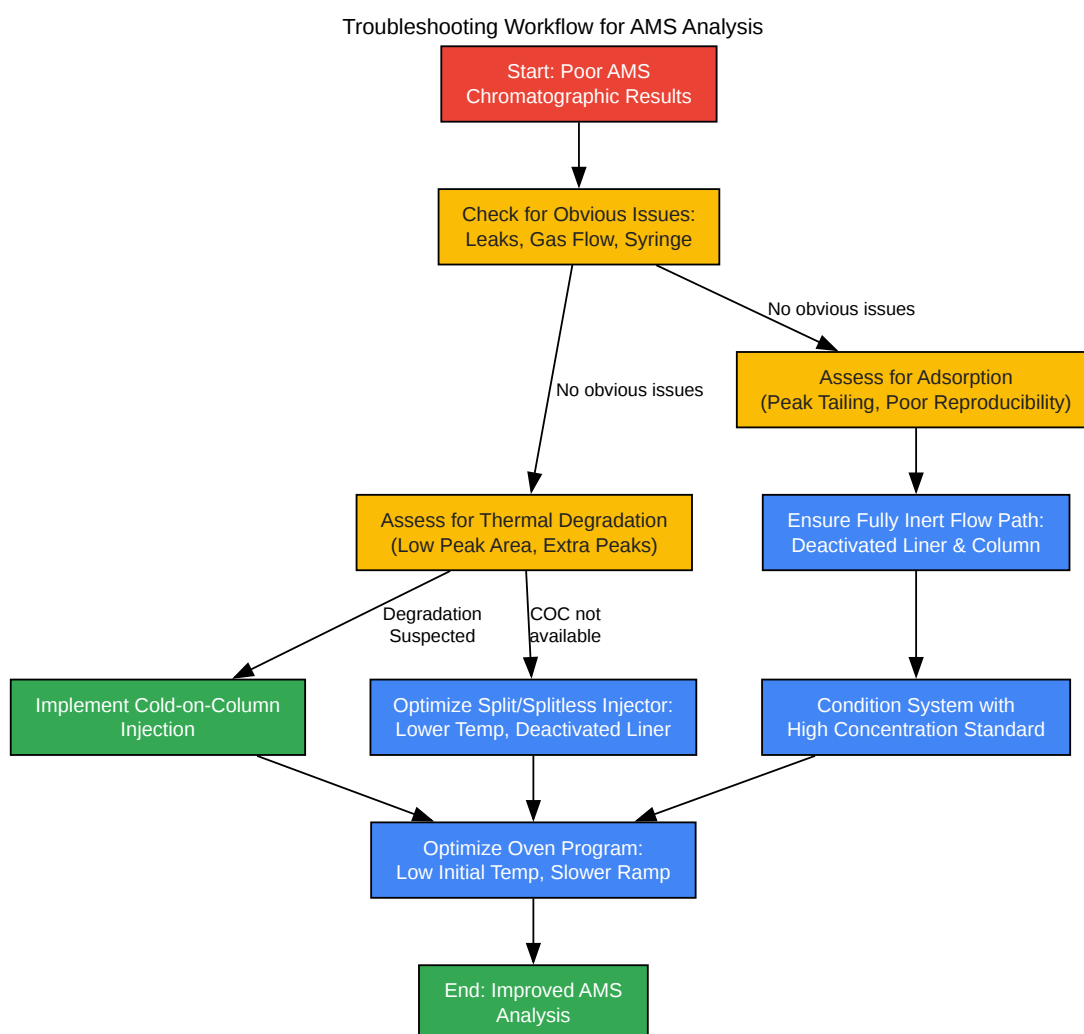 Troubleshooting Workflow for AMS Analysis
Start: Poor AMS
Chromatographic Results
Check for Obvious Issues:
Leaks, Gas Flow, Syringe
No obvious issues
Assess for Adsorption
(Peak Tailing, Poor Reproducibility)
No obvious issues
Assess for Thermal Degradation
(Low Peak Area, Extra Peaks)
Ensure Fully Inert Flow Path:
Deactivated Liner & Column
Degradation
Suspected
COC not
available
Implement Cold-on-Column
Injection
Optimize Split/Splitless Injector:
Lower Temp, Deactivated Liner
Condition System with
High Concentration Standard
Optimize Oven Program:
Low Initial Temp, Slower Ramp
End: Improved AMS
Analysis